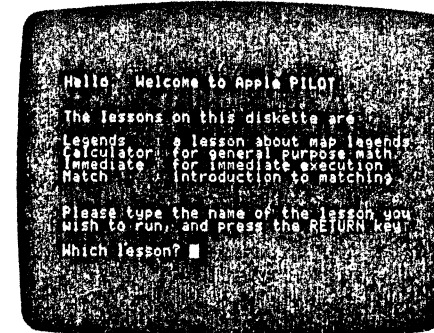 Hello. Welcome to Apple PILOT
The lessons on this diskette are
Legends : a lesson about map legends
Calculator : for general purpose math.
Immediate : for immediate execution
Match : introduction to matching.
Please type the name of the lesson you
wish to run, and press the RETURN key.
Which lesson?